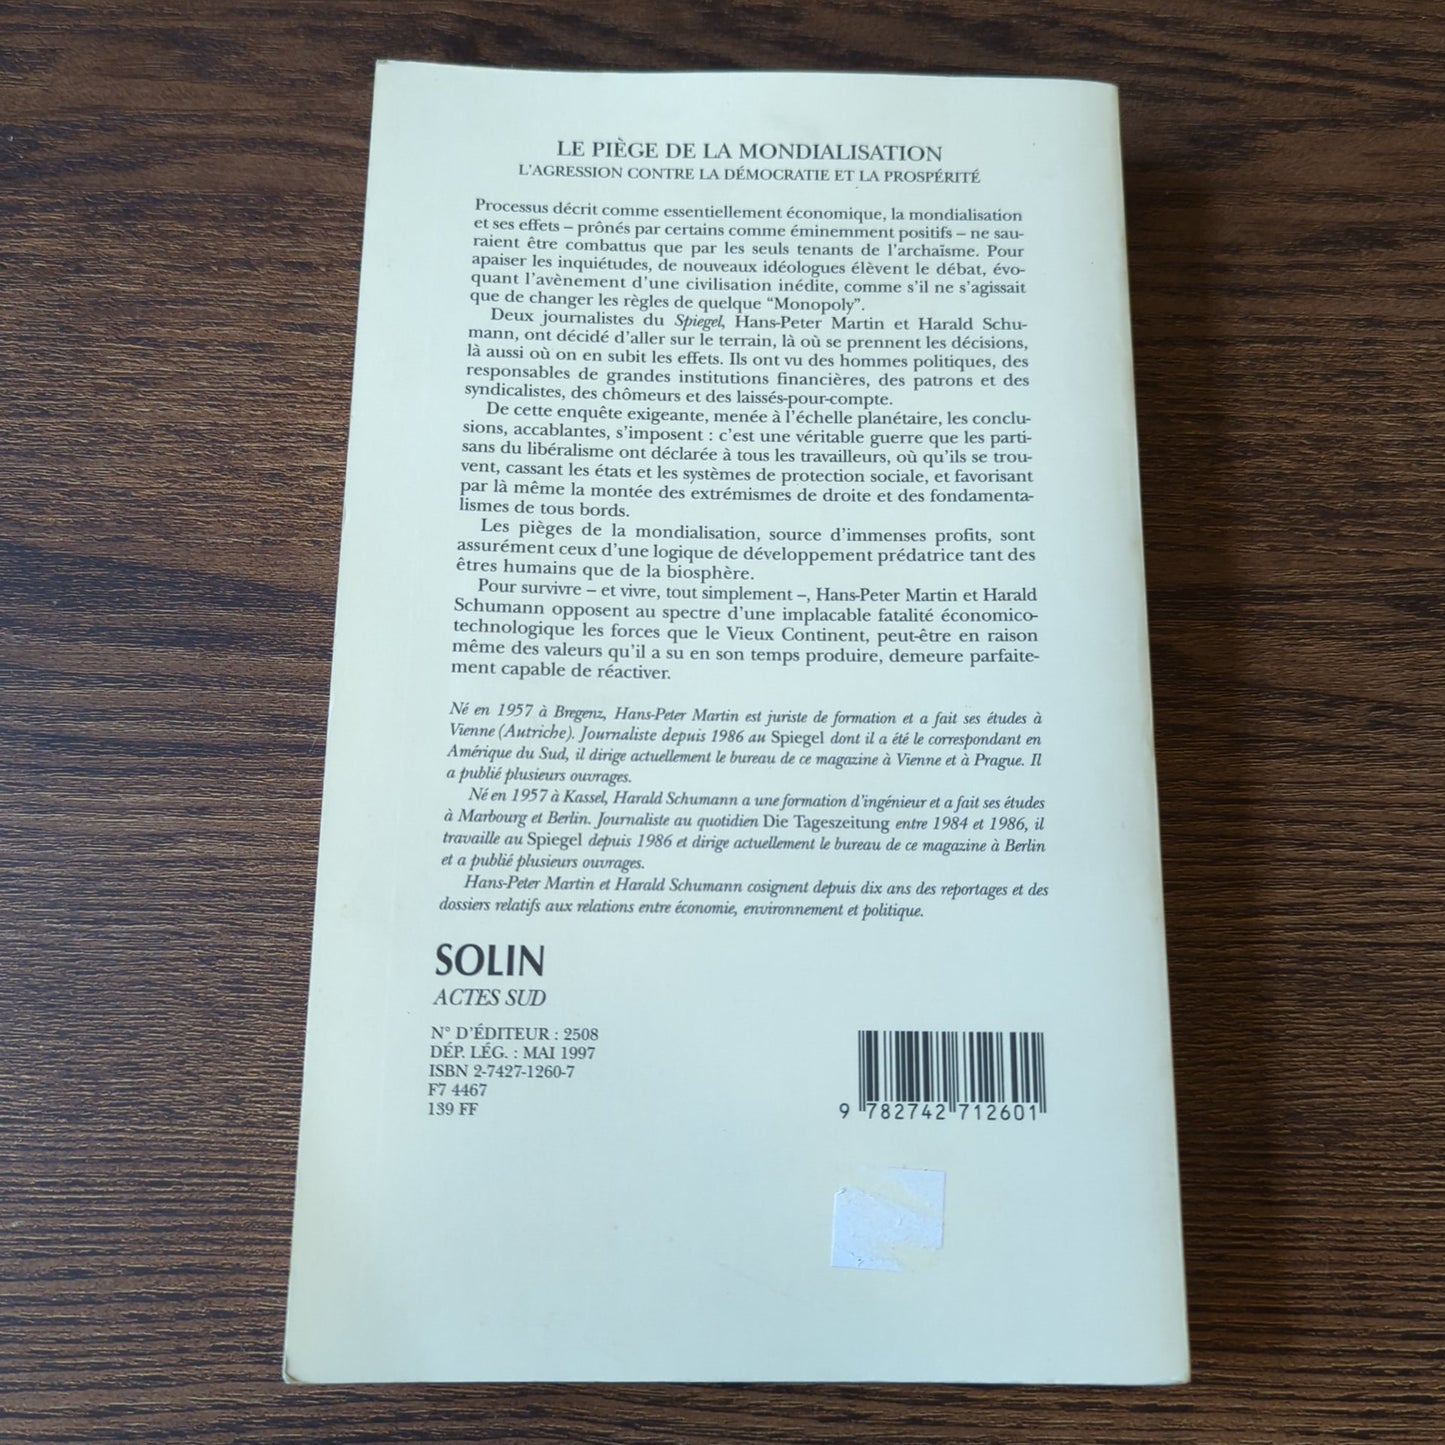 LE PIÈGE DE LA MONDIALISATION
L'AGRESSION CONTRE LA DÉMOCRATIE ET LA PROSPÉRITÉ
Processus décrit comme essentiellement économique, la mondialisation
et ses effets – prônés par certains comme éminemment positifs – ne sau-
raient être combattus que par les seuls tenants de l'archaïsme. Pour
apaiser les inquiétudes, de nouveaux idéologues élèvent le débat, évo-
quant l'avènement d'une civilisation inédite, comme s'il ne s'agissait
que de changer les règles de quelque “Monopoly”.
Deux journalistes du Spiegel, Hans-Peter Martin et Harald Schu-
mann, ont décidé d'aller sur le terrain, là où se prennent les décisions,
là aussi où on en subit les effets. Ils ont vu des hommes politiques, des
responsables de grandes institutions financières, des patrons et des
syndicalistes, des chômeurs et des laissés-pour-compte.
De cette enquête exigeante, menée à l'échelle planétaire, les conclu-
sions, accablantes, s'imposent : c'est une véritable guerre que les parti-
sans du libéralisme ont déclarée à tous les travailleurs, où qu'ils se trou-
vent, cassant les états et les systèmes de protection sociale, et favorisant
par là même la montée des extrémismes de droite et des fondamenta-
lismes de tous bords.
Les pièges de la mondialisation, source d'immenses profits, sont
assurément ceux d'une logique de développement prédatrice tant des
êtres humains que de la biosphère.
Pour survivre – et vivre, tout simplement –, Hans-Peter Martin et Harald
Schumann opposent au spectre d'une implacable fatalité économico-
technologique les forces que le Vieux Continent, peut-être en raison
même des valeurs qu'il a su en son temps produire, demeure parfaite-
ment capable de réactiver.
Né en 1957 à Bregenz, Hans-Peter Martin est juriste de formation et a fait ses études à
Vienne (Autriche). Journaliste depuis 1986 au Spiegel dont il a été le correspondant en
Amérique du Sud, il dirige actuellement le bureau de ce magazine à Vienne et à Prague. Il
a publié plusieurs ouvrages.
Né en 1957 à Kassel, Harald Schumann a une formation d'ingénieur et a fait ses études
à Marbourg et Berlin. Journaliste au quotidien Die Tageszeitung entre 1984 et 1986, il
travaille au Spiegel depuis 1986 et dirige actuellement le bureau de ce magazine à Berlin
et a publié plusieurs ouvrages.
Hans-Peter Martin et Harald Schumann cosignent depuis dix ans des reportages et des
dossiers relatifs aux relations entre économie, environnement et politique.
SOLIN
ACTES SUD
N° D'ÉDITEUR : 2508
DÉP. LÉG. : MAI 1997
ISBN 2-7427-1260-7
F7 4467
139 FF
9 782742 712601